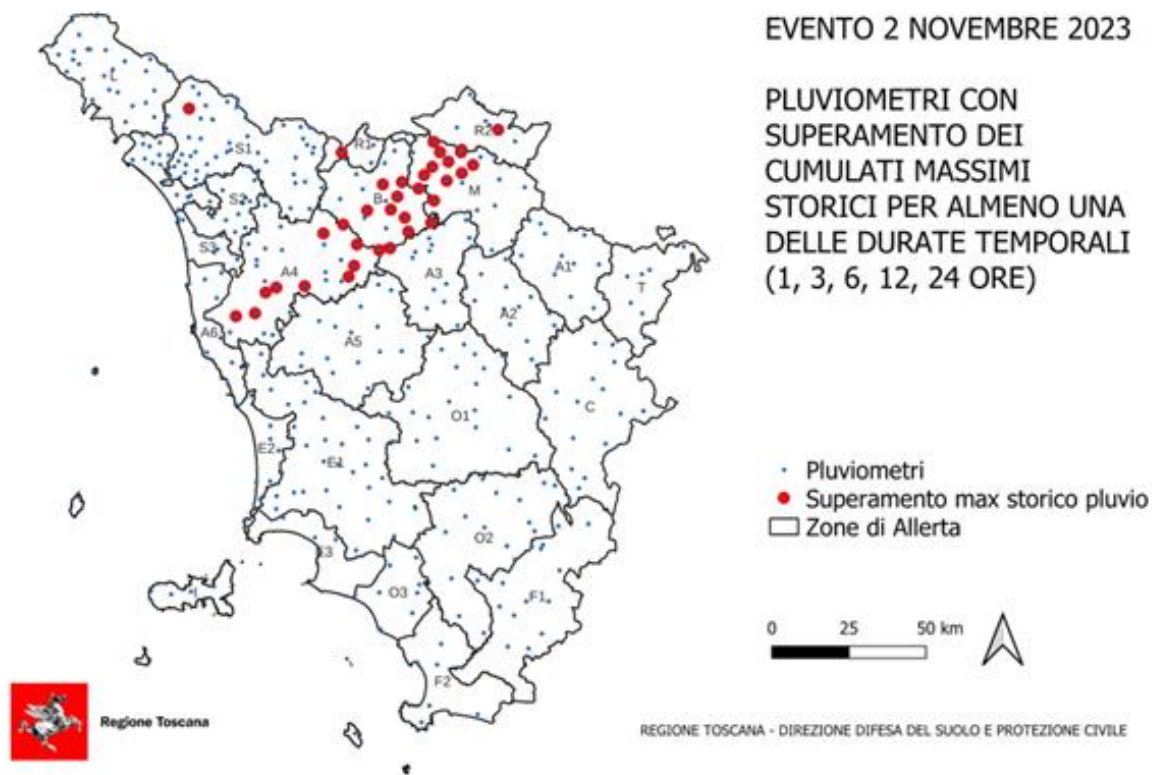 EVENTO 2 NOVEMBRE 2023
PLUVIOMETRI CON
SUPERAMENTO DEI
CUMULATI MASSIMI
STORICI PER ALMENO UNA
DELLE DURATE TEMPORALI
(1, 3, 6, 12, 24 ORE)
L
S1
R1
R2
B
M
S2
S3
A4
A3
A1
T
A2
A6
A5
O1
C
E2
E1
O2
E3
O3
F1
I
F2
Pluviometri
Superamento max storico pluvio
Zone di Allerta
0 25 50 km
Regione Toscana
REGIONE TOSCANA - DIREZIONE DIFESA DEL SUOLO E PROTEZIONE CIVILE